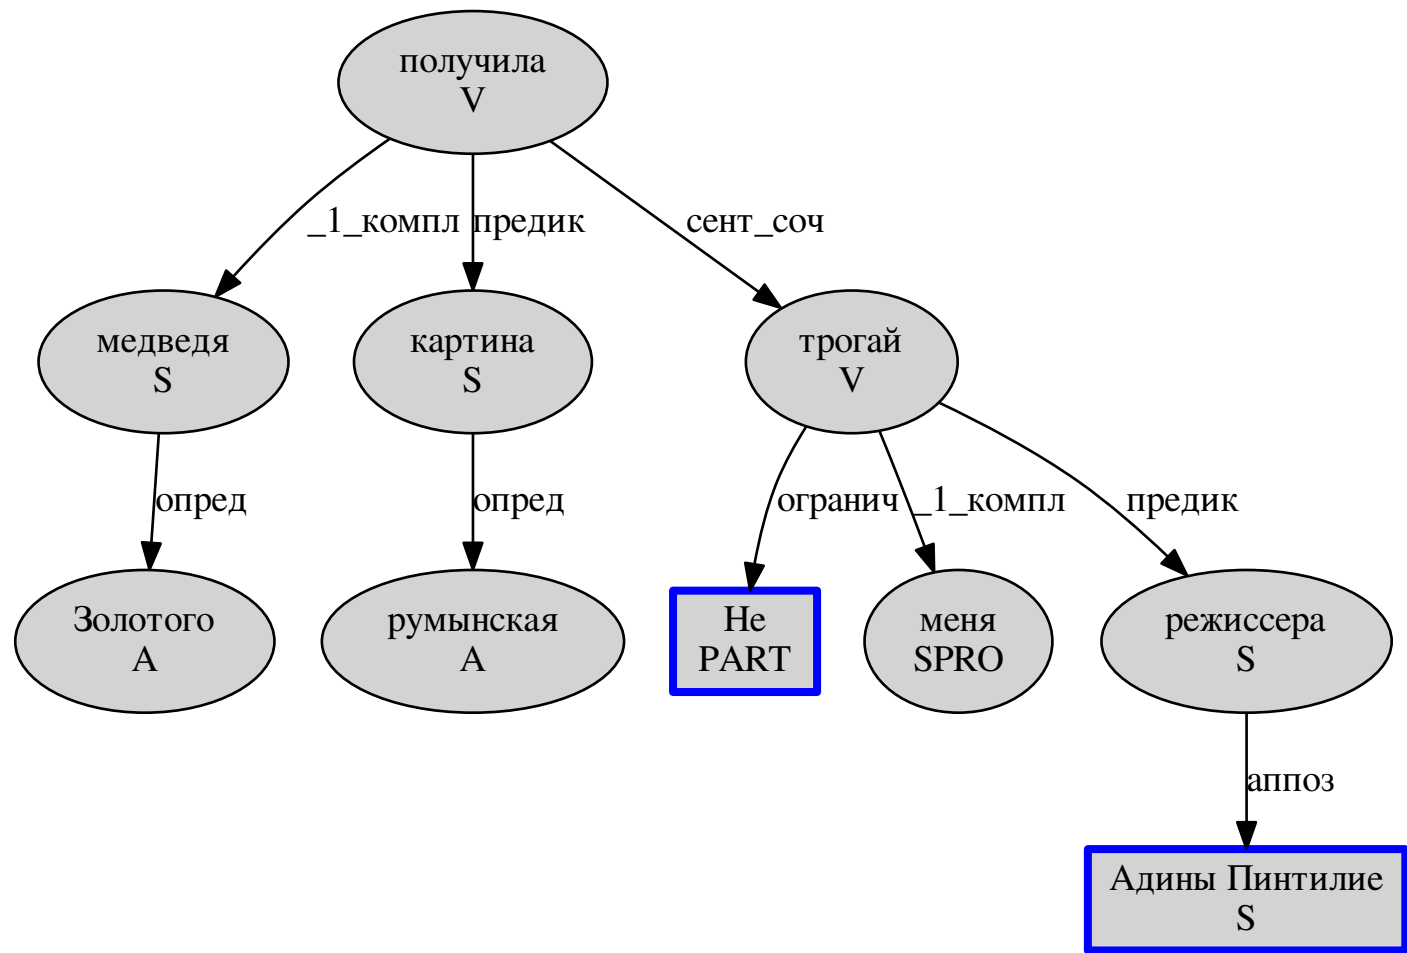 получила
V
_1_компл
предик
сент_соч
медведя
S
картина
S
трогай
V
опред
опред
огранич
_1_компл
предик
Золотого
A
румынская
A
Не
PART
меня
SPRO
режиссера
S
аппоз
Адины Пинтилие
S